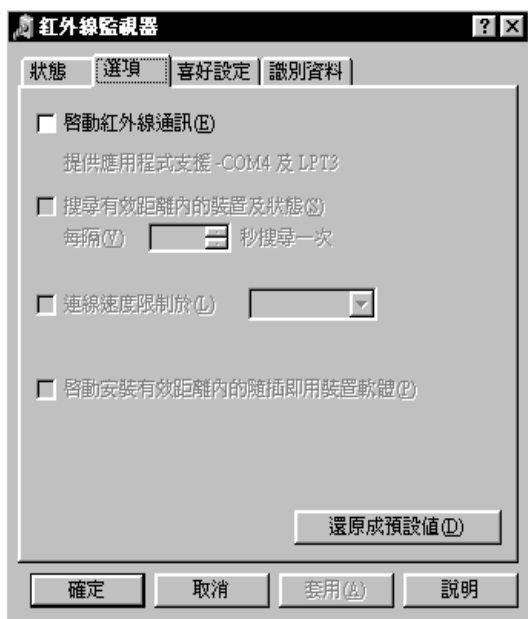 紅外線監視器
狀態 選項 喜好設定 識別資料
啓動紅外線通訊(E)
提供應用程式支援 -COM4 及 LPT3
搜尋有效距離內的裝置及狀態(S)
每隔(V) 秒搜尋一次
連線速度限制於(L)
啓動安裝有效距離內的隨插即用裝置軟體(P)
還原成預設值(D)
確定 取消 套用(A) 說明